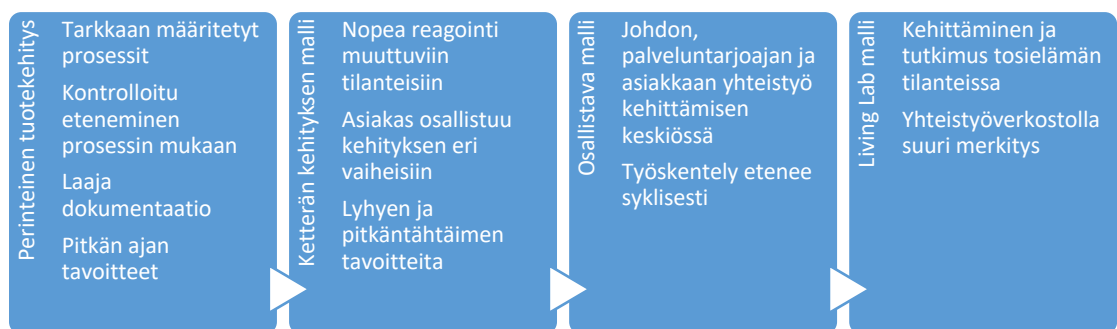 Perinteinen tuotekehitys
Tarkkaan määritetyt
prosessit
Kontrolloitu
eteneminen
prosessin mukaan
Laaja
dokumentaatio
Pitkän ajan
tavoitteet
Ketterän kehityksen malli
Nopea reagointi
muuttuviin
tilanteisiin
Asiakas osallistuu
kehityksen eri
vaiheisiin
Lyhyen ja
pitkäntähtäimen
tavoitteita
Osallistava malli
Johdon,
palveluntarjoajan ja
asiakkaan yhteistyö
kehittämisen
keskiössä
Työskentely etenee
syklisesti
Living Lab malli
Kehittäminen ja
tutkimus tosielämän
tilanteissa
Yhteistyöverkostolla
suuri merkitys